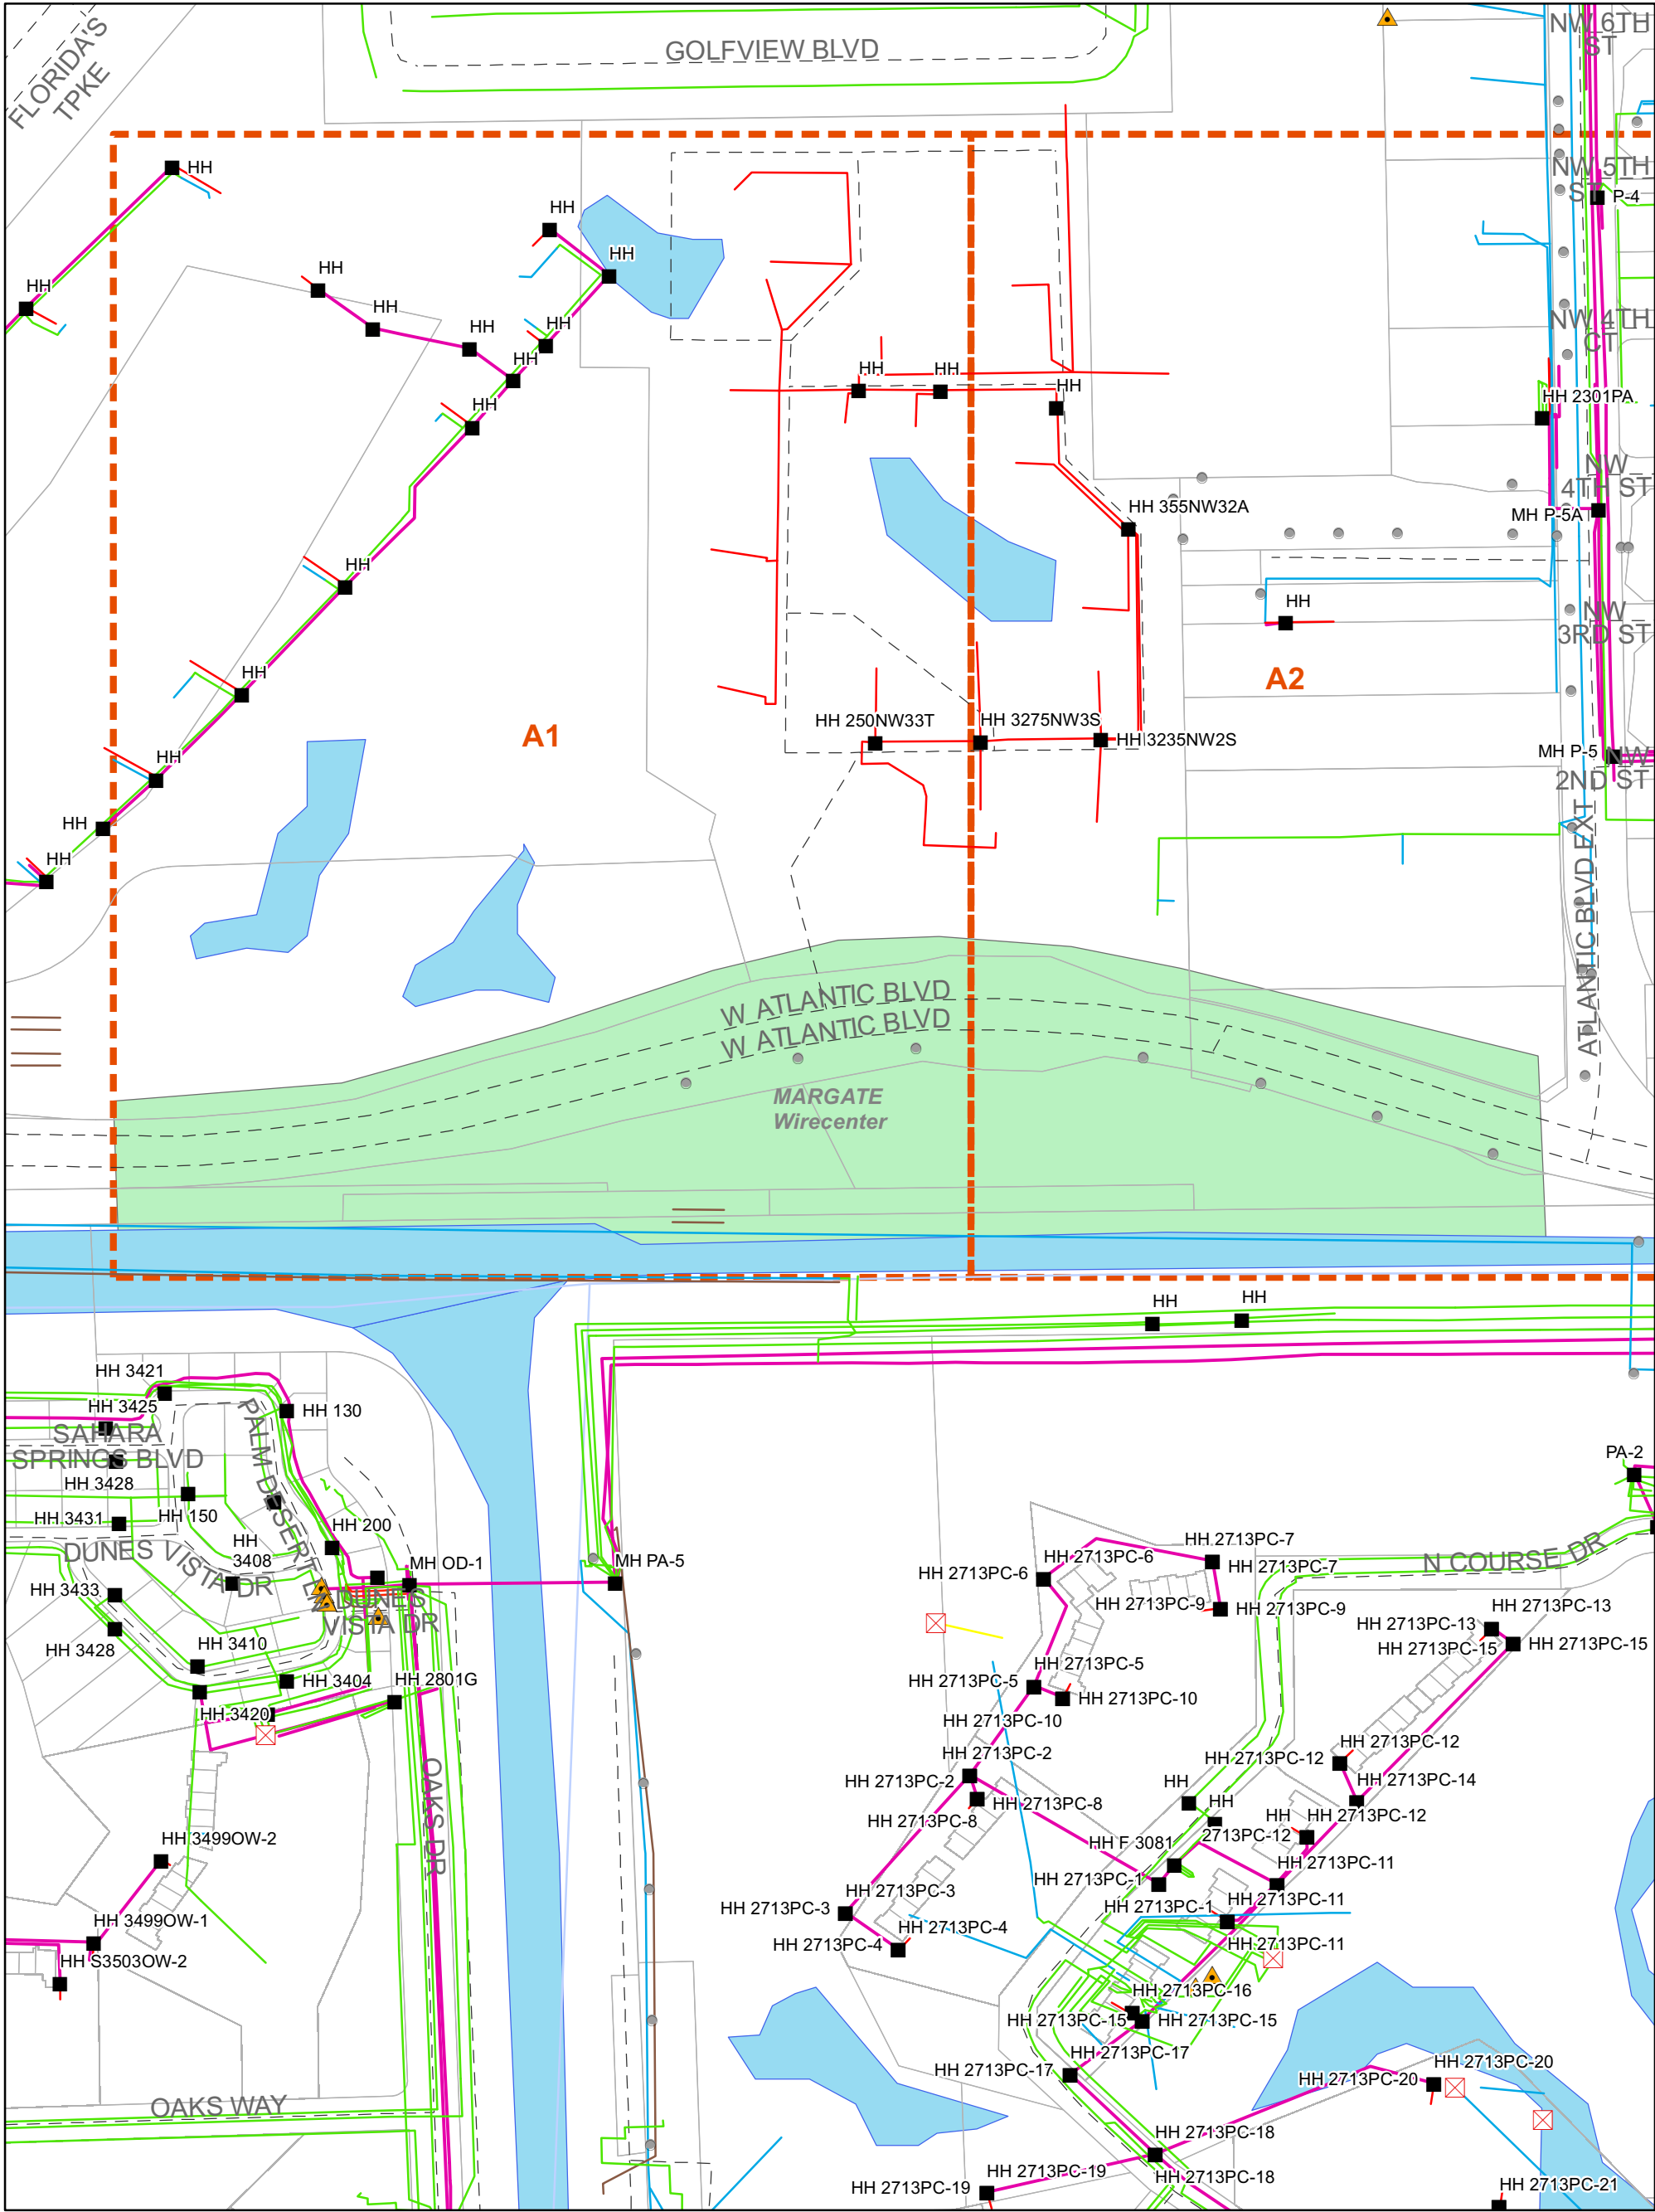 FLORIDA'S
TPKE
GOLFVIEW BLVD
NW 6TH
ST
HH
NW 5TH
ST
P-4
HH
HH
HH
HH
HH
HH
HH
HH
HH
NW 4TH
CT
HH
HH
HH
HH
HH 2301PA
NW
4TH ST
MH P-5A
HH 355NW32A
HH
HH
NW
3RD ST
HH
A2
A1
HH 250NW33T
HH 3275NW3S
HH 3235NW2S
HH
MH P-5
NW
2ND ST
HH
HH
ATLANTIC BLVD EXT
W ATLANTIC BLVD
W ATLANTIC BLVD
MARGATE
Wirecenter
HH
HH
HH 3421
HH 3425
HH 130
SAHARA
SPRINGS BLVD
PALM DESERT
HH 3428
HH 150
HH 3431
HH 200
HH
3408
DUNES VISTA DR
MH OD-1
MH PA-5
HH 3433
DUNES
VISTA DR
HH 3428
HH 3410
HH 3404
HH 2801G
HH 3420
OAKS DR
HH 3499OW-2
HH 3499OW-1
HH S3503OW-2
OAKS WAY
PA-2
N COURSE DR
HH 2713PC-7
HH 2713PC-7
HH 2713PC-6
HH 2713PC-6
HH 2713PC-9
HH 2713PC-9
HH 2713PC-13
HH 2713PC-13
HH 2713PC-15
HH 2713PC-15
HH 2713PC-5
HH 2713PC-5
HH 2713PC-10
HH 2713PC-10
HH 2713PC-2
HH 2713PC-2
HH 2713PC-12
HH 2713PC-12
HH 2713PC-14
HH
HH
HH 2713PC-8
HH 2713PC-8
HH
2713PC-12
HH 2713PC-12
HH F 3081
HH 2713PC-11
HH 2713PC-1
HH 2713PC-1
HH 2713PC-11
HH 2713PC-11
HH 2713PC-3
HH 2713PC-3
HH 2713PC-4
HH 2713PC-4
HH 2713PC-16
HH 2713PC-15
HH 2713PC-15
HH 2713PC-17
HH 2713PC-17
HH 2713PC-20
HH 2713PC-20
HH 2713PC-18
HH 2713PC-18
HH 2713PC-19
HH 2713PC-19
HH 2713PC-21